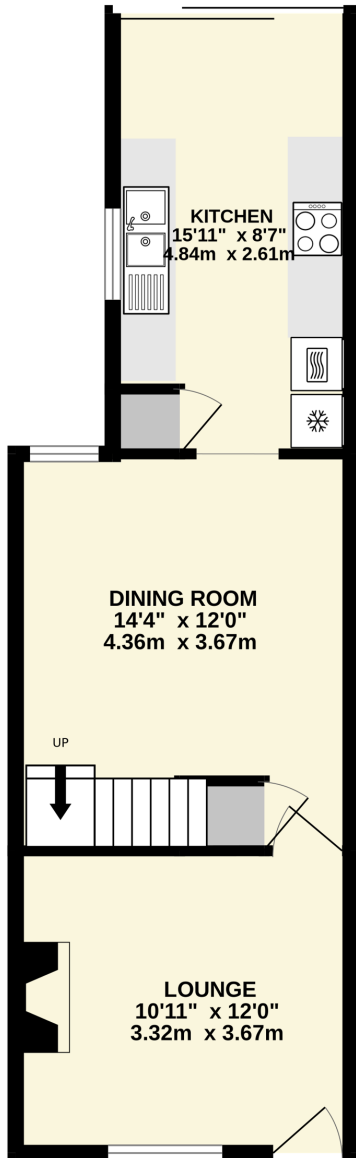 KITCHEN
15'11" x 8'7"
4.84m x 2.61m
DINING ROOM
14'4" x 12'0"
4.36m x 3.67m
UP
LOUNGE
10'11" x 12'0"
3.32m x 3.67m